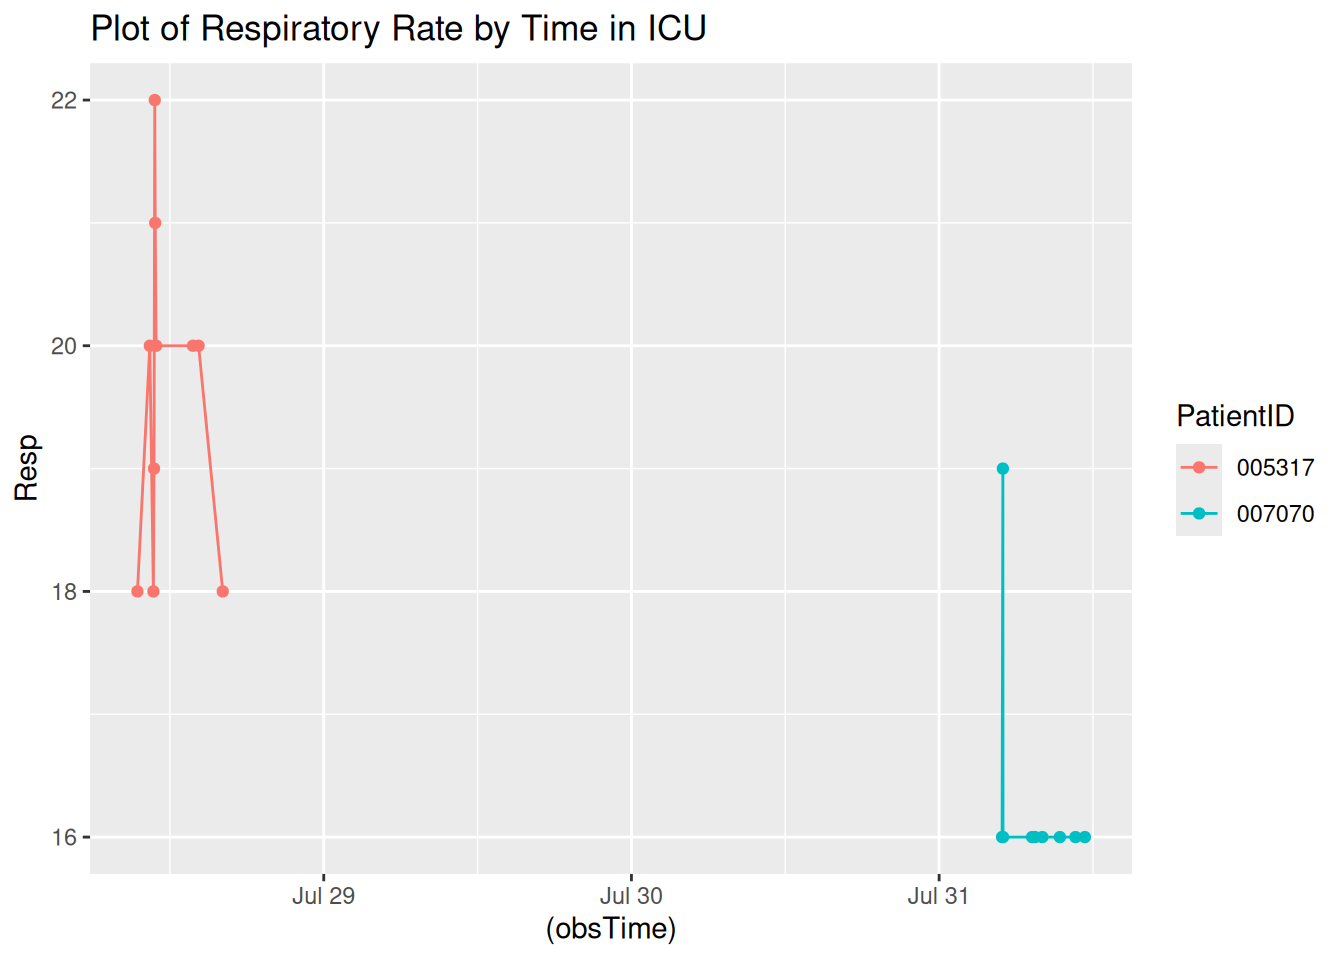 Plot of Respiratory Rate by Time in ICU
22
20
18
16
Resp
Jul 29
Jul 30
Jul 31
(obsTime)
PatientID
005317
007070